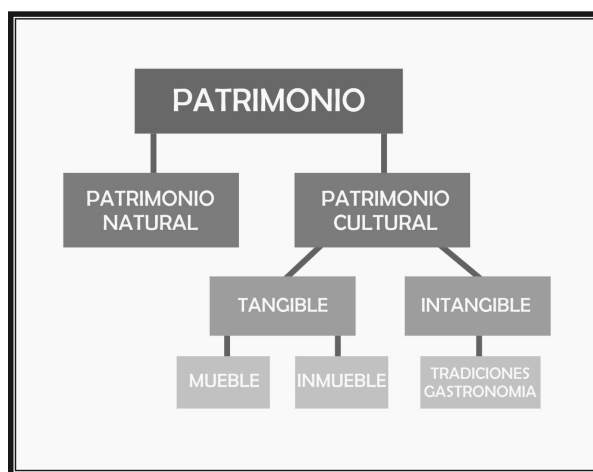 PATRIMONIO
PATRIMONIO
NATURAL
PATRIMONIO
CULTURAL
TANGIBLE
INTANGIBLE
MUEBLE
INMUEBLE
TRADICIONES
GASTRONOMIA